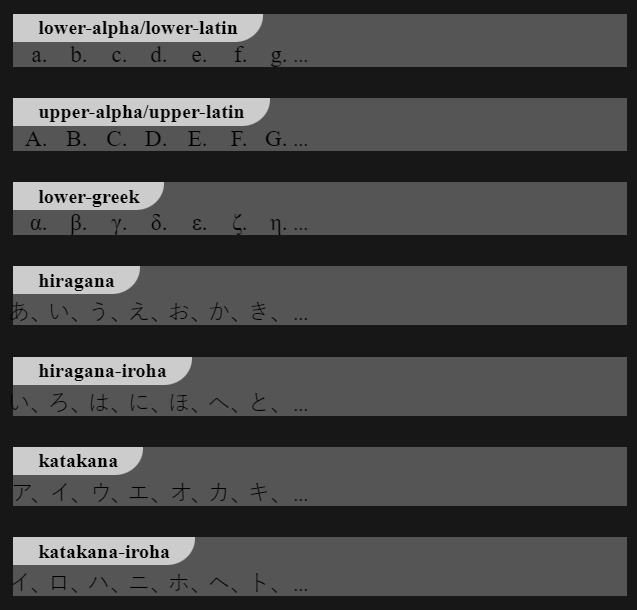 lower-alpha/lower-latin
a. b. c. d. e. f. g. ...
upper-alpha/upper-latin
A. B. C. D. E. F. G. ...
lower-greek
α. β. γ. δ. ε. ζ. η. ...
hiragana
あ、い、う、え、お、か、き、...
hiragana-iroha
い、ろ、は、に、ほ、へ、と、...
katakana
ア、イ、ウ、エ、オ、カ、キ、...
katakana-iroha
イ、ロ、ハ、ニ、ホ、ヘ、ト、...